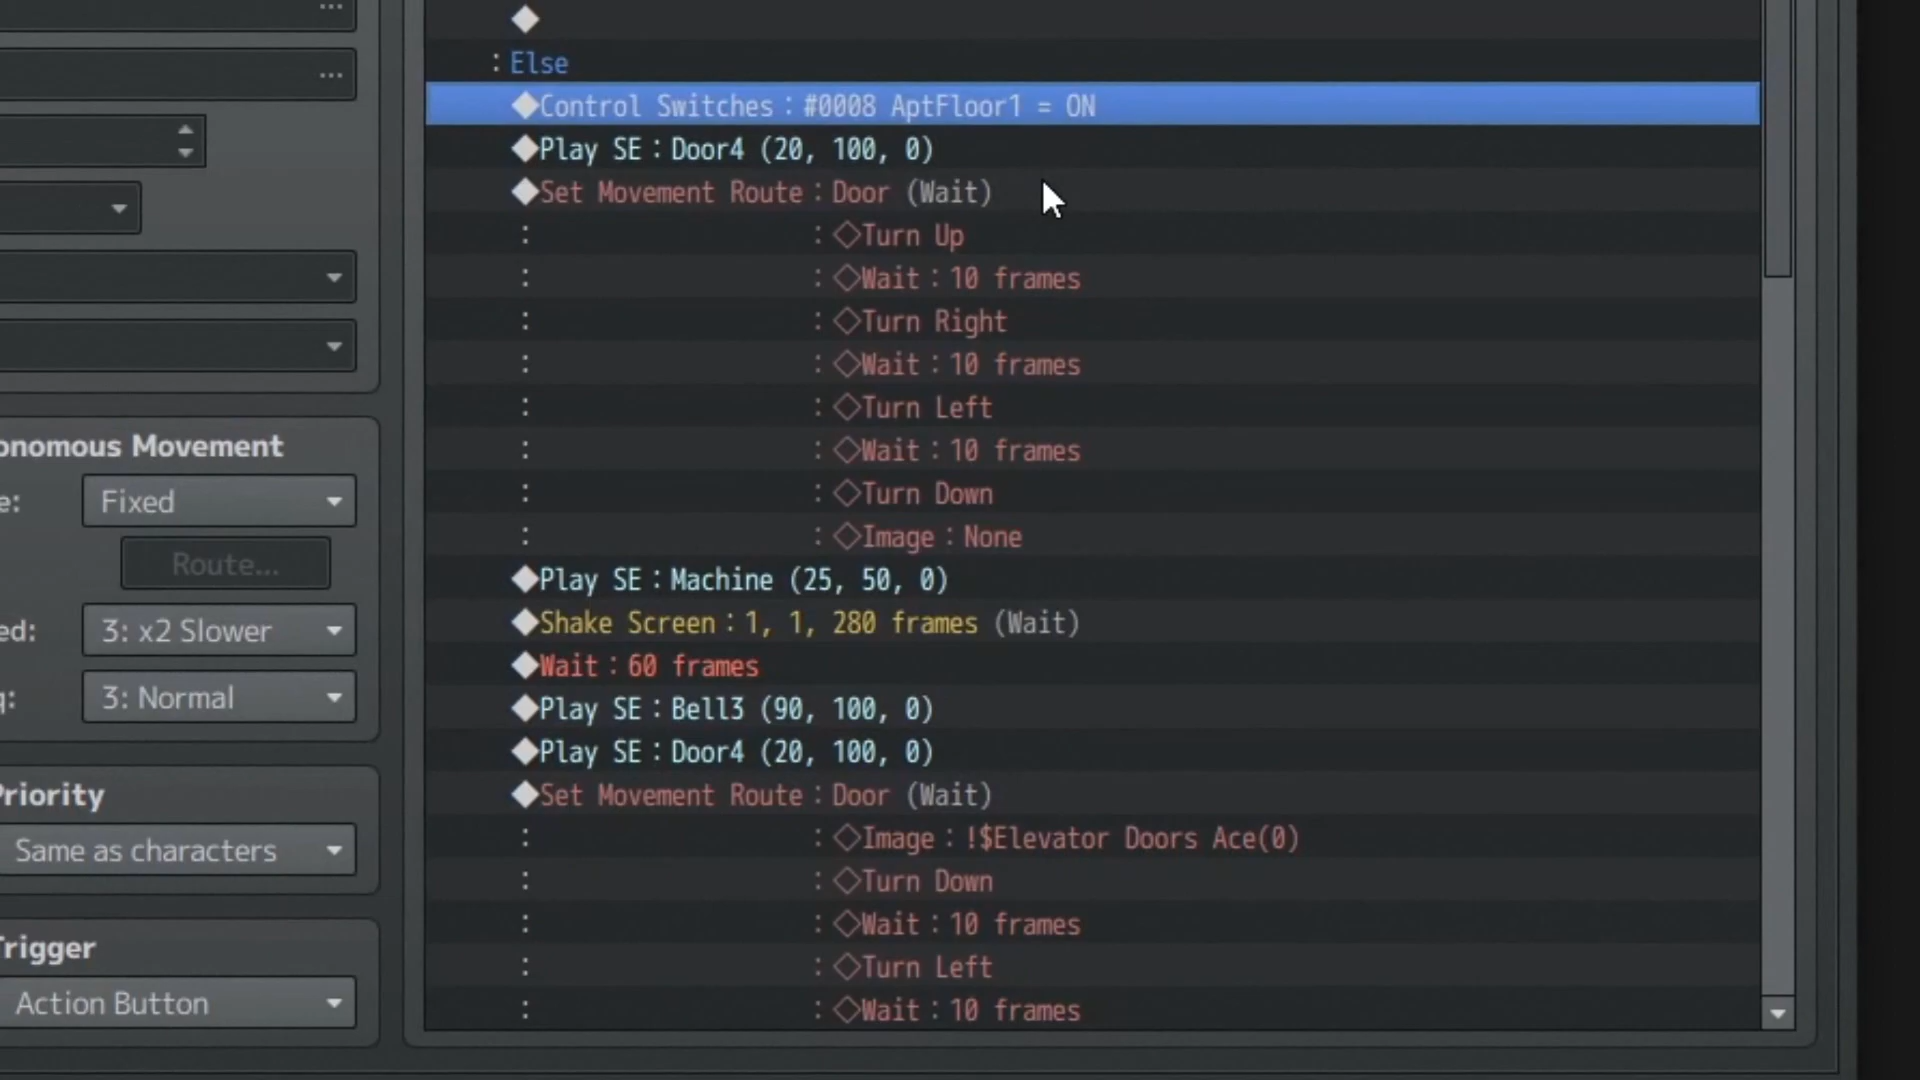 ...
...
onomous Movement
e:
Fixed
Route...
ed:
3: x2 Slower
q:
3: Normal
Priority
Same as characters
Trigger
Action Button
◆
: Else
◆Control Switches : #0008 AptFloor1 = ON
◆Play SE : Door4 (20, 100, 0)
◆Set Movement Route : Door (Wait)
: : ◇Turn Up
: : ◇Wait : 10 frames
: : ◇Turn Right
: : ◇Wait : 10 frames
: : ◇Turn Left
: : ◇Wait : 10 frames
: : ◇Turn Down
: : ◇Image : None
◆Play SE : Machine (25, 50, 0)
◆Shake Screen : 1, 1, 280 frames (Wait)
◆Wait : 60 frames
◆Play SE : Bell3 (90, 100, 0)
◆Play SE : Door4 (20, 100, 0)
◆Set Movement Route : Door (Wait)
: : ◇Image : !$Elevator Doors Ace(0)
: : ◇Turn Down
: : ◇Wait : 10 frames
: : ◇Turn Left
: : ◇Wait : 10 frames